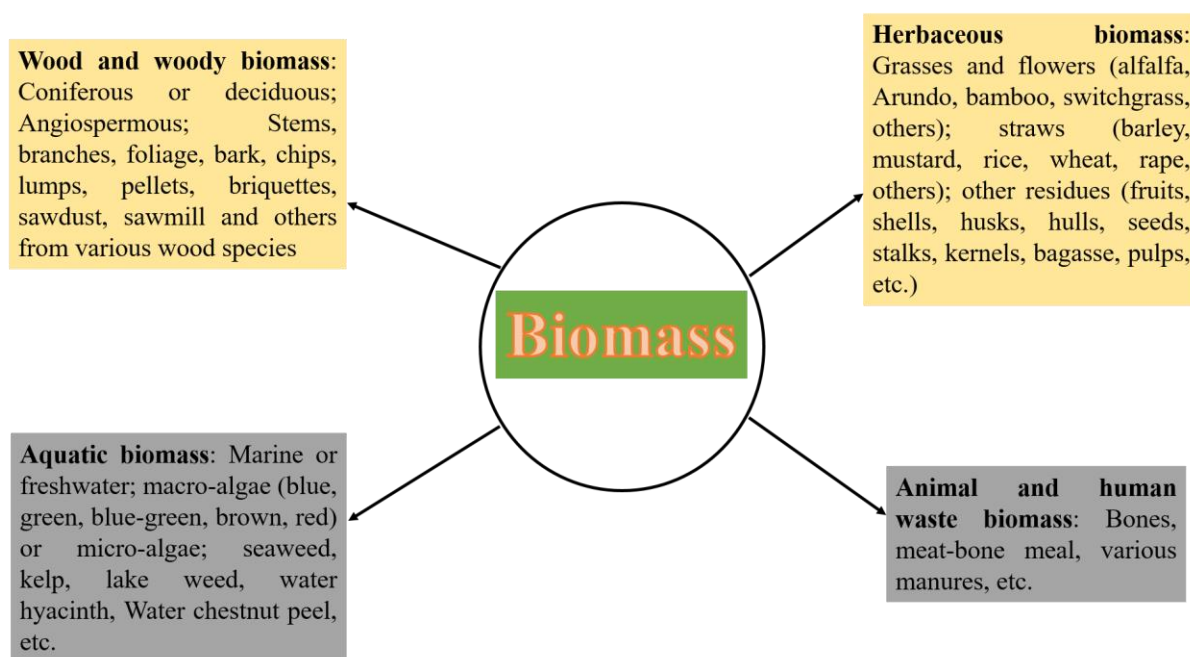 Wood and woody biomass:
Coniferous or deciduous;
Angiospermous; Stems,
branches, foliage, bark, chips,
lumps, pellets, briquettes,
sawdust, sawmill and others
from various wood species
Herbaceous biomass:
Grasses and flowers (alfalfa,
Arundo, bamboo, switchgrass,
others); straws (barley,
mustard, rice, wheat, rape,
others); other residues (fruits,
shells, husks, hulls, seeds,
stalks, kernels, bagasse, pulps,
etc.)
Biomass
Aquatic biomass: Marine or
freshwater; macro-algae (blue,
green, blue-green, brown, red)
or micro-algae; seaweed,
kelp, lake weed, water
hyacinth, Water chestnut peel,
etc.
Animal and human
waste biomass: Bones,
meat-bone meal, various
manures, etc.